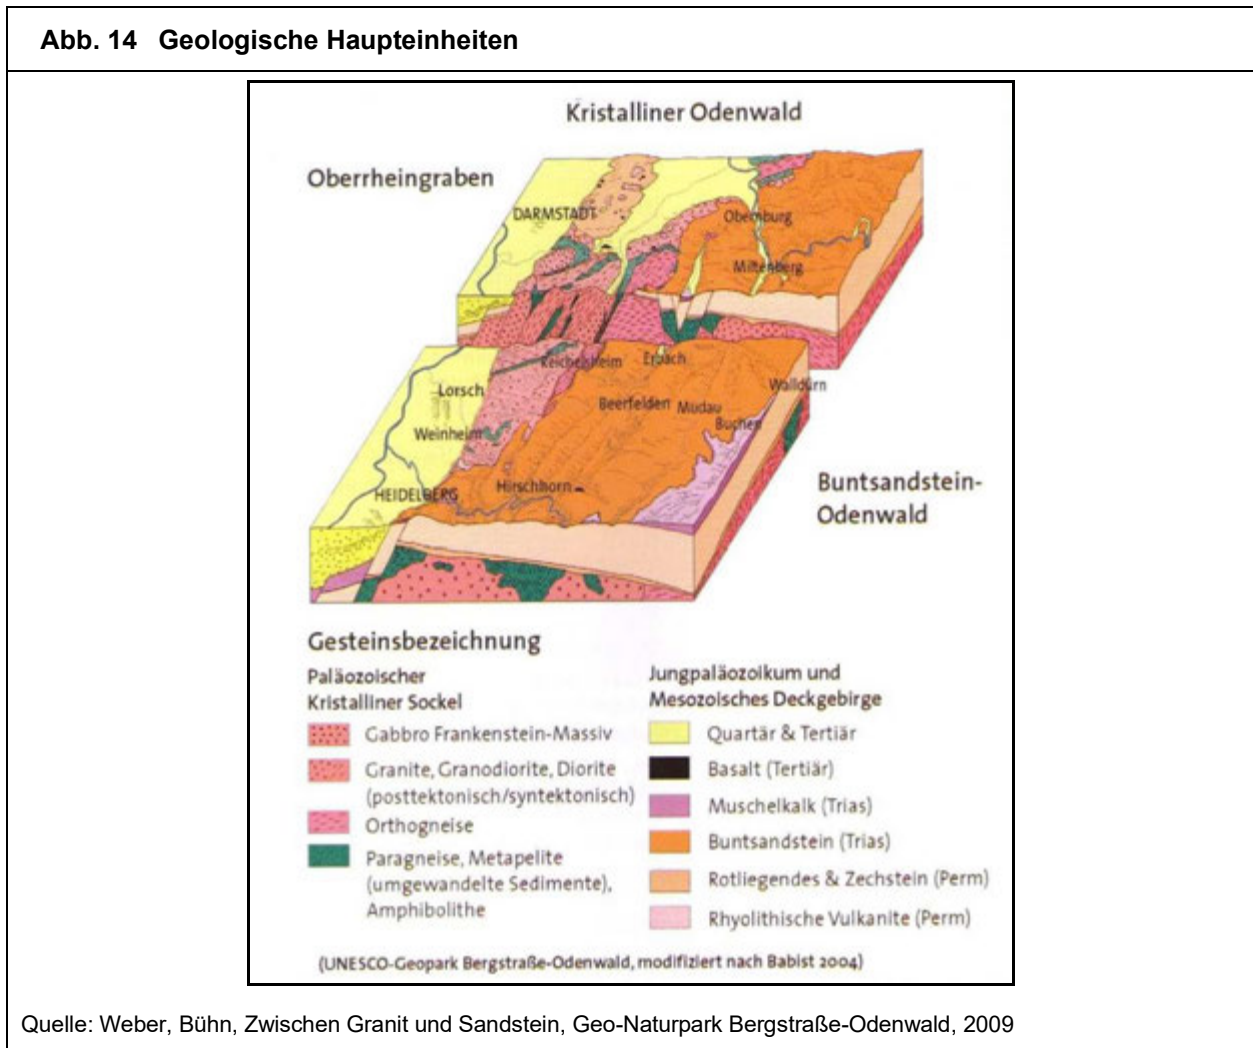 Abb. 14 Geologische Haupteinheiten
Kristalliner Odenwald
Oberrheingraben
DARMSTADT
Obernburg
Miltenberg
Reichelsheim
Erbach
Walldürn
Lorsch
Beerfelden
Mudau
Buchen
Weinheim
HEIDELBERG
Hirschhorn
Buntsandstein-
Odenwald
Gesteinsbezeichnung
Paläozoischer
Kristalliner Sockel
Gabbro Frankenstein-Massiv
Granite, Granodiorite, Diorite
(posttektonisch/syntektonisch)
Orthogneise
Paragneise, Metapelite
(umgewandelte Sedimente),
Amphibolithe
Jungpaläozoikum und
Mesozoisches Deckgebirge
Quartär & Tertiär
Basalt (Tertiär)
Muschelkalk (Trias)
Buntsandstein (Trias)
Rotliegendes & Zechstein (Perm)
Rhyolithische Vulkanite (Perm)
(UNESCO-Geopark Bergstraße-Odenwald, modifiziert nach Babist 2004)
Quelle: Weber, Bühn, Zwischen Granit und Sandstein, Geo-Naturpark Bergstraße-Odenwald, 2009